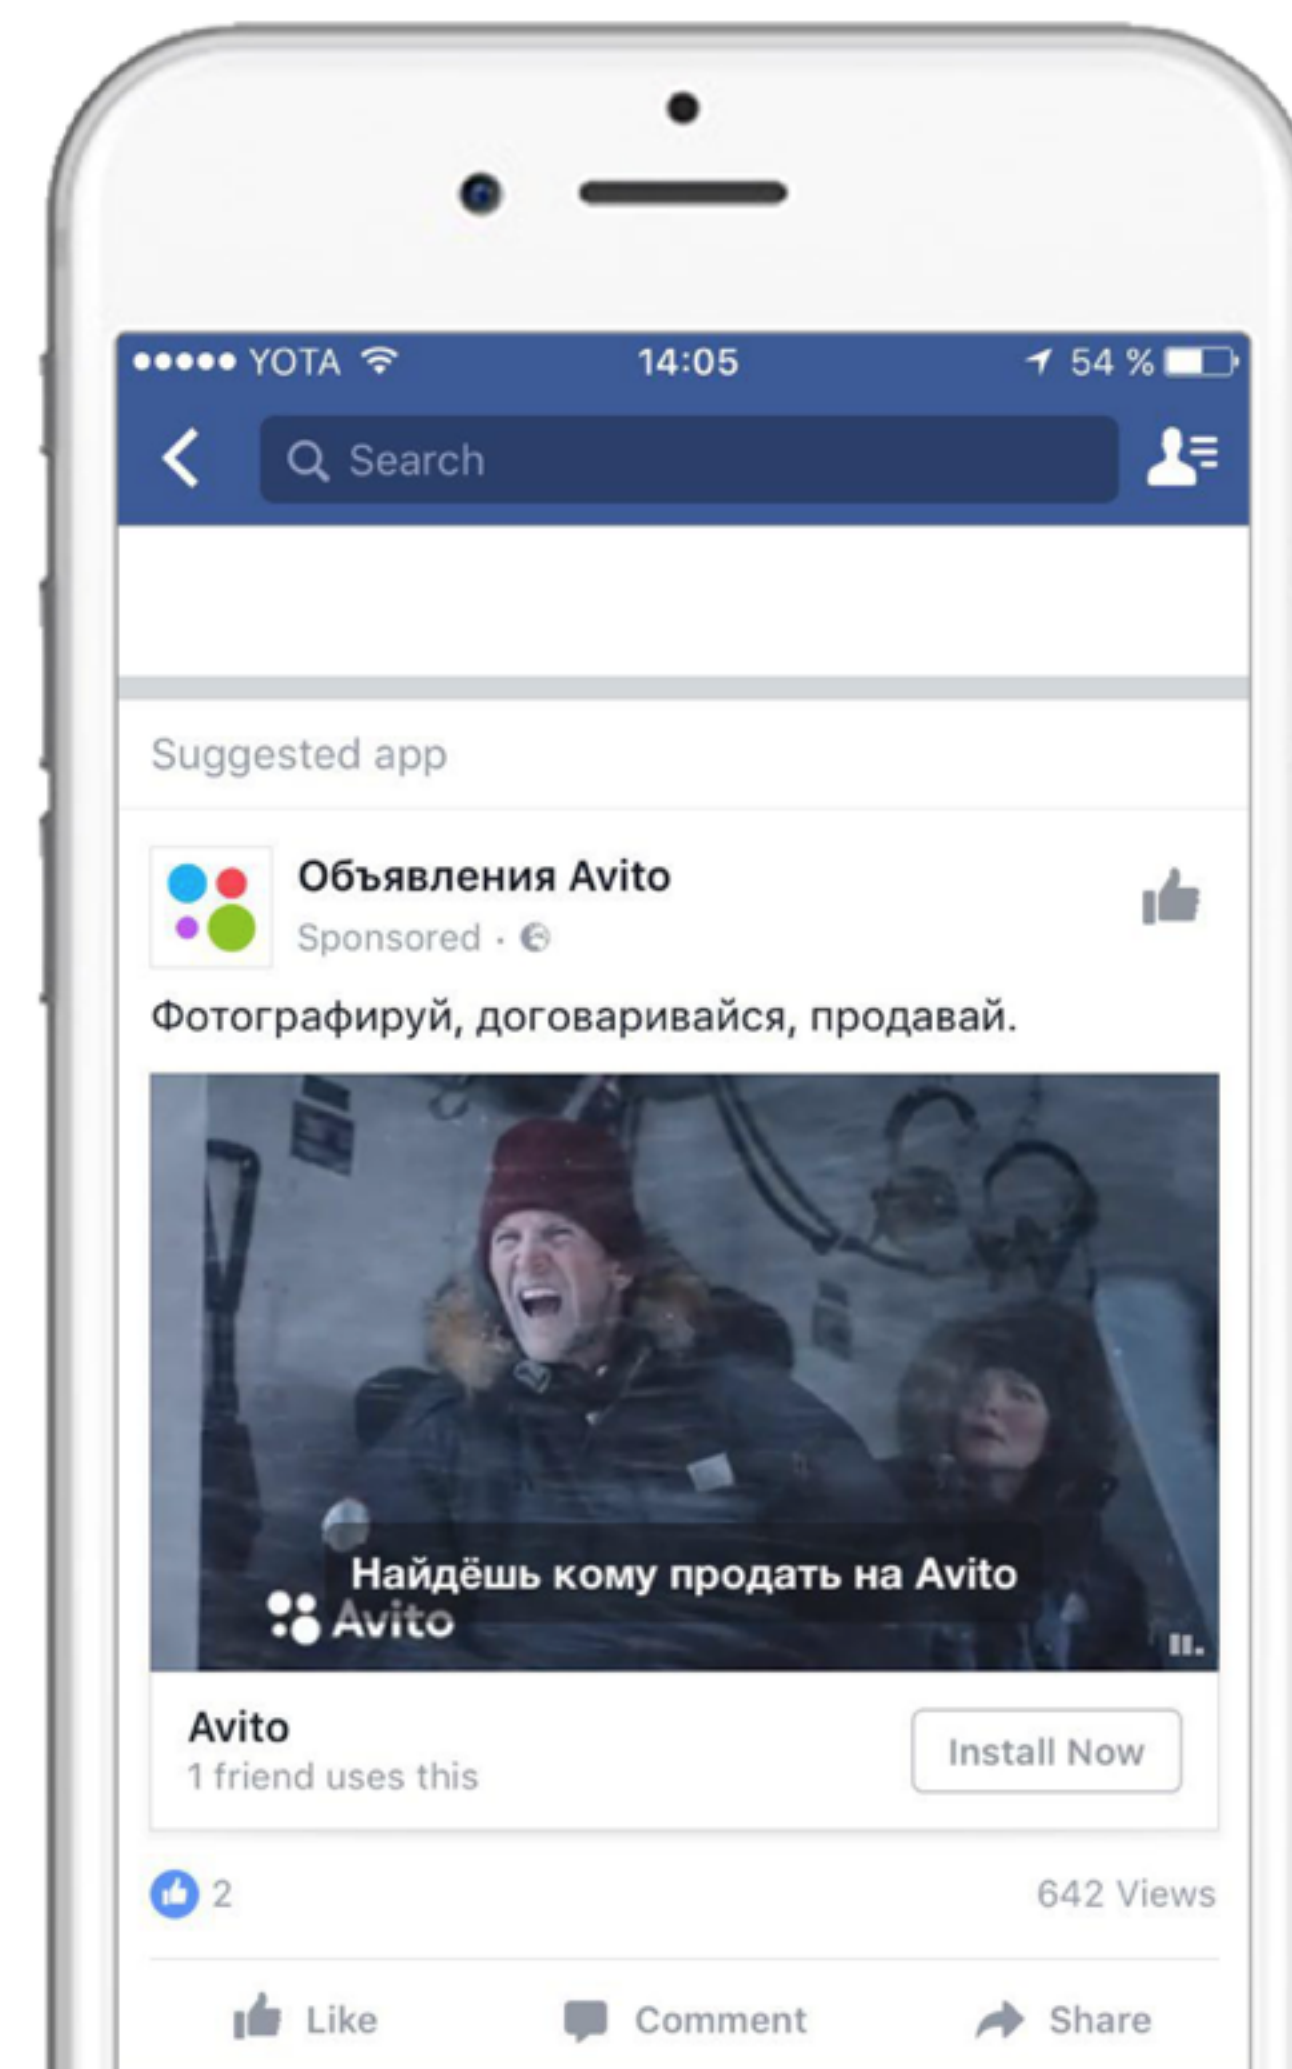 YOTA 14:05 54 %
Search
Suggested app
Объявления Avito
Sponsored ·
Фотографируй, договаривайся, продавай.
Найдёшь кому продать на Avito
Avito
Avito
Install Now
1 friend uses this
2
642 Views
Like Comment Share